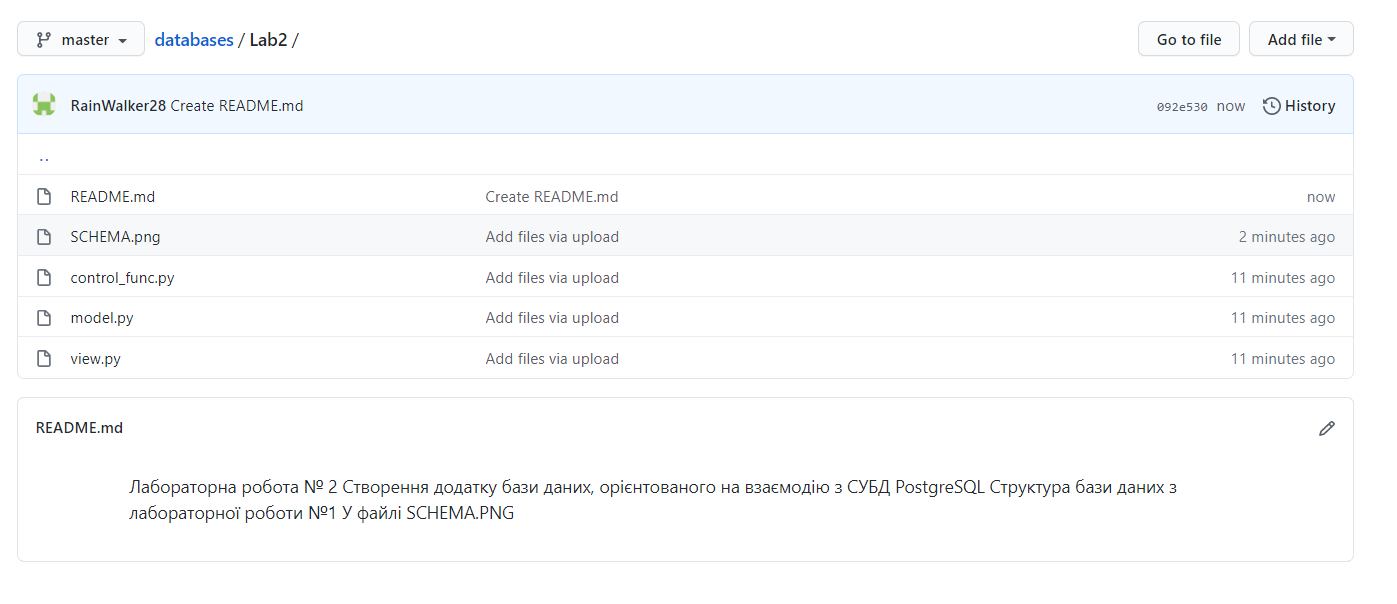 master databases / Lab2 / Go to file Add file
RainWalker28 Create README.md 092e530 now History
..
README.md Create README.md now
SCHEMA.png Add files via upload 2 minutes ago
control_func.py Add files via upload 11 minutes ago
model.py Add files via upload 11 minutes ago
view.py Add files via upload 11 minutes ago
README.md
Лабораторна робота № 2 Створення додатку бази даних, орієнтованого на взаємодію з СУБД PostgreSQL Структура бази даних з
лабораторної роботи №1 У файлі SCHEMA.PNG